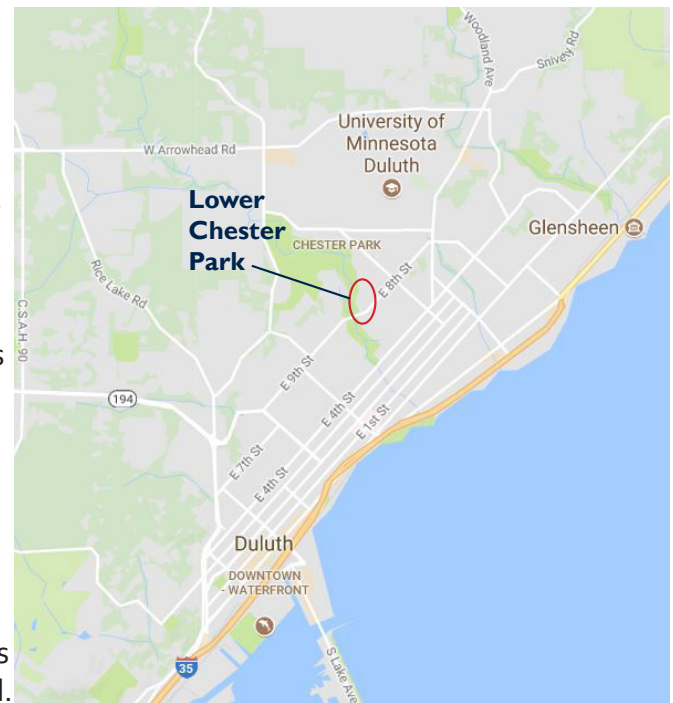 Woodland Ave
Snively Rd
University of
Minnesota
Duluth
W Arrowhead Rd
Lower
Chester
Park
CHESTER PARK
Glensheen
E 8th St
Rice Lake Rd
C.S.A.H. 90
s
E 9th St
194
E 4th St
E 1st St
E 7th St
E 4th St
Duluth
DOWNTOWN
- WATERFRONT
35
S Lake Ave
s
l.